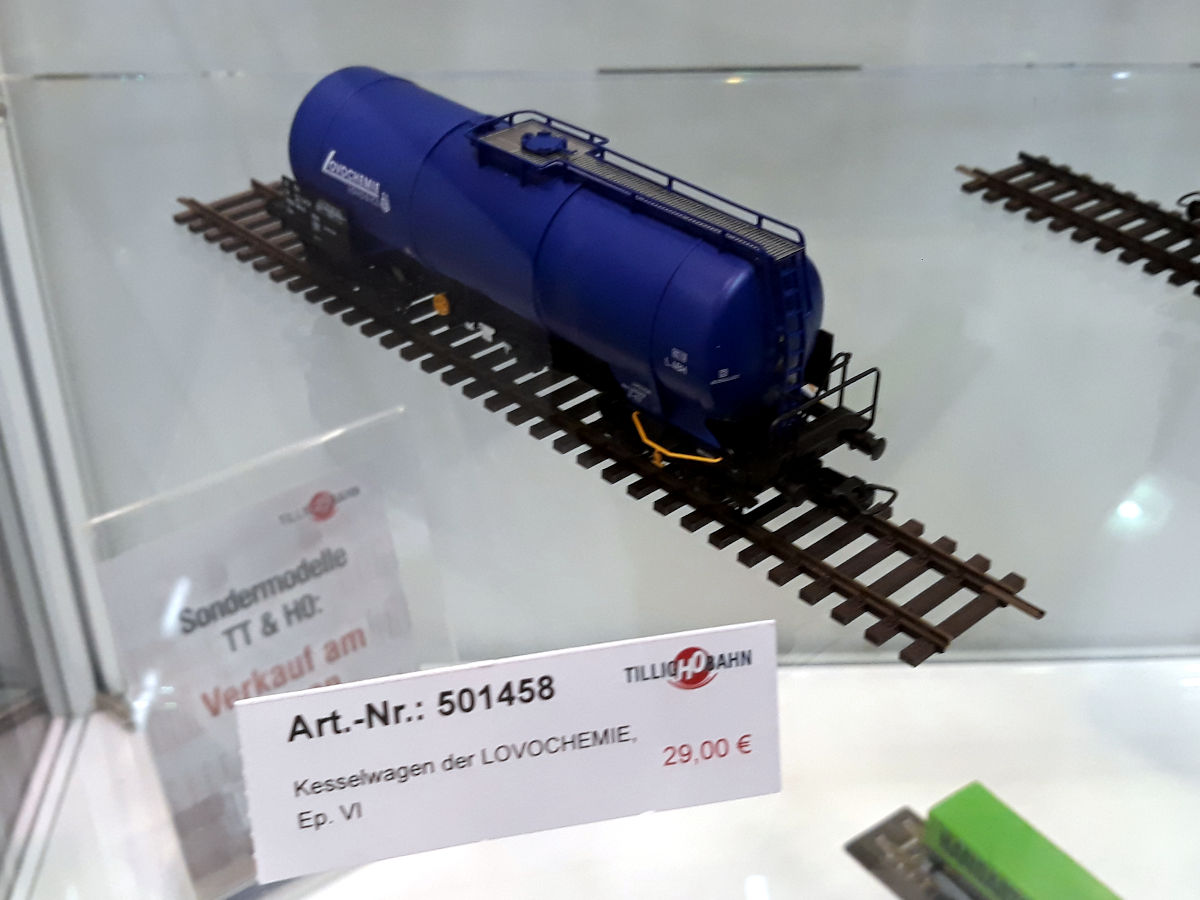 LOVOCHEMIE
TILLIG H0 BAHN
Sondermodelle
TT & H0:
Verkauf am
TILLIG H0 BAHN
Art.-Nr.: 501458
Kesselwagen der LOVOCHEMIE,
Ep. VI
29,00 €